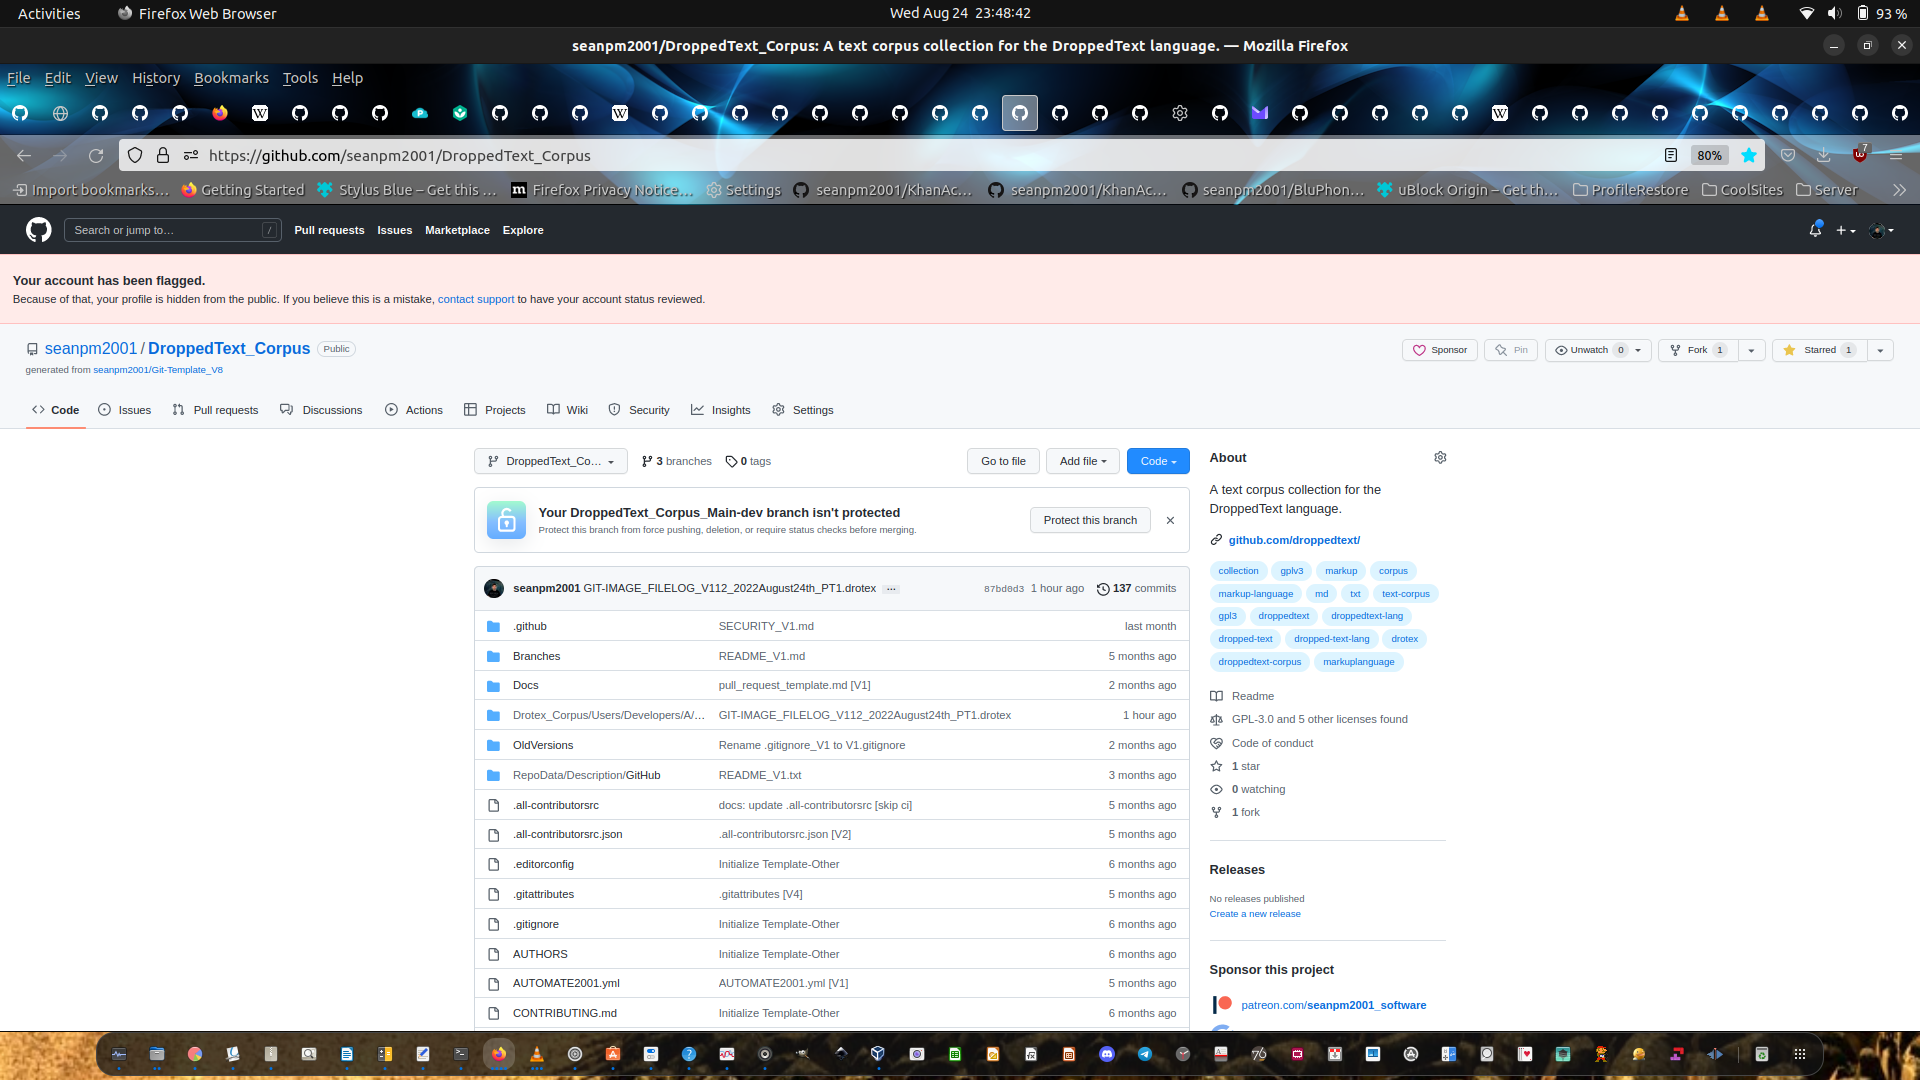 Activities Firefox Web Browser Wed Aug 24 23:48:42 93 %
seanpm2001/DroppedText_Corpus: A text corpus collection for the DroppedText language. — Mozilla Firefox
File Edit View History Bookmarks Tools Help
https://github.com/seanpm2001/DroppedText_Corpus 80% 7
Import bookmarks… Getting Started Stylus Blue – Get this … Firefox Privacy Notice… Settings seanpm2001/KhanAc… seanpm2001/KhanAc… seanpm2001/BluPhon… uBlock Origin – Get th… ProfileRestore CoolSites Server
Search or jump to… / Pull requests Issues Marketplace Explore
Your account has been flagged.
Because of that, your profile is hidden from the public. If you believe this is a mistake, contact support to have your account status reviewed.
seanpm2001 / DroppedText_Corpus Public Sponsor Pin Unwatch 0 Fork 1 Starred 1
generated from seanpm2001/Git-Template_V8
Code Issues Pull requests Discussions Actions Projects Wiki Security Insights Settings
DroppedText_Co… 3 branches 0 tags Go to file Add file Code
Your DroppedText_Corpus_Main-dev branch isn't protected
Protect this branch from force pushing, deletion, or require status checks before merging.
Protect this branch
seanpm2001 GIT-IMAGE_FILELOG_V112_2022August24th_PT1.drotex … 87bd0d3 1 hour ago 137 commits
.github SECURITY_V1.md last month
Branches README_V1.md 5 months ago
Docs pull_request_template.md [V1] 2 months ago
Drotex_Corpus/Users/Developers/A/… GIT-IMAGE_FILELOG_V112_2022August24th_PT1.drotex 1 hour ago
OldVersions Rename .gitignore_V1 to V1.gitignore 2 months ago
RepoData/Description/GitHub README_V1.txt 3 months ago
.all-contributorsrc docs: update .all-contributorsrc [skip ci] 5 months ago
.all-contributorsrc.json .all-contributorsrc.json [V2] 5 months ago
.editorconfig Initialize Template-Other 6 months ago
.gitattributes .gitattributes [V4] 5 months ago
.gitignore Initialize Template-Other 6 months ago
AUTHORS Initialize Template-Other 6 months ago
AUTOMATE2001.yml AUTOMATE2001.yml [V1] 5 months ago
CONTRIBUTING.md Initialize Template-Other 6 months ago
About
A text corpus collection for the
DroppedText language.
github.com/droppedtext/
collection gplv3 markup corpus
markup-language md txt text-corpus
gpl3 droppedtext droppedtext-lang
dropped-text dropped-text-lang drotex
droppedtext-corpus markuplanguage
Readme
GPL-3.0 and 5 other licenses found
Code of conduct
1 star
0 watching
1 fork
Releases
No releases published
Create a new release
Sponsor this project
patreon.com/seanpm2001_software